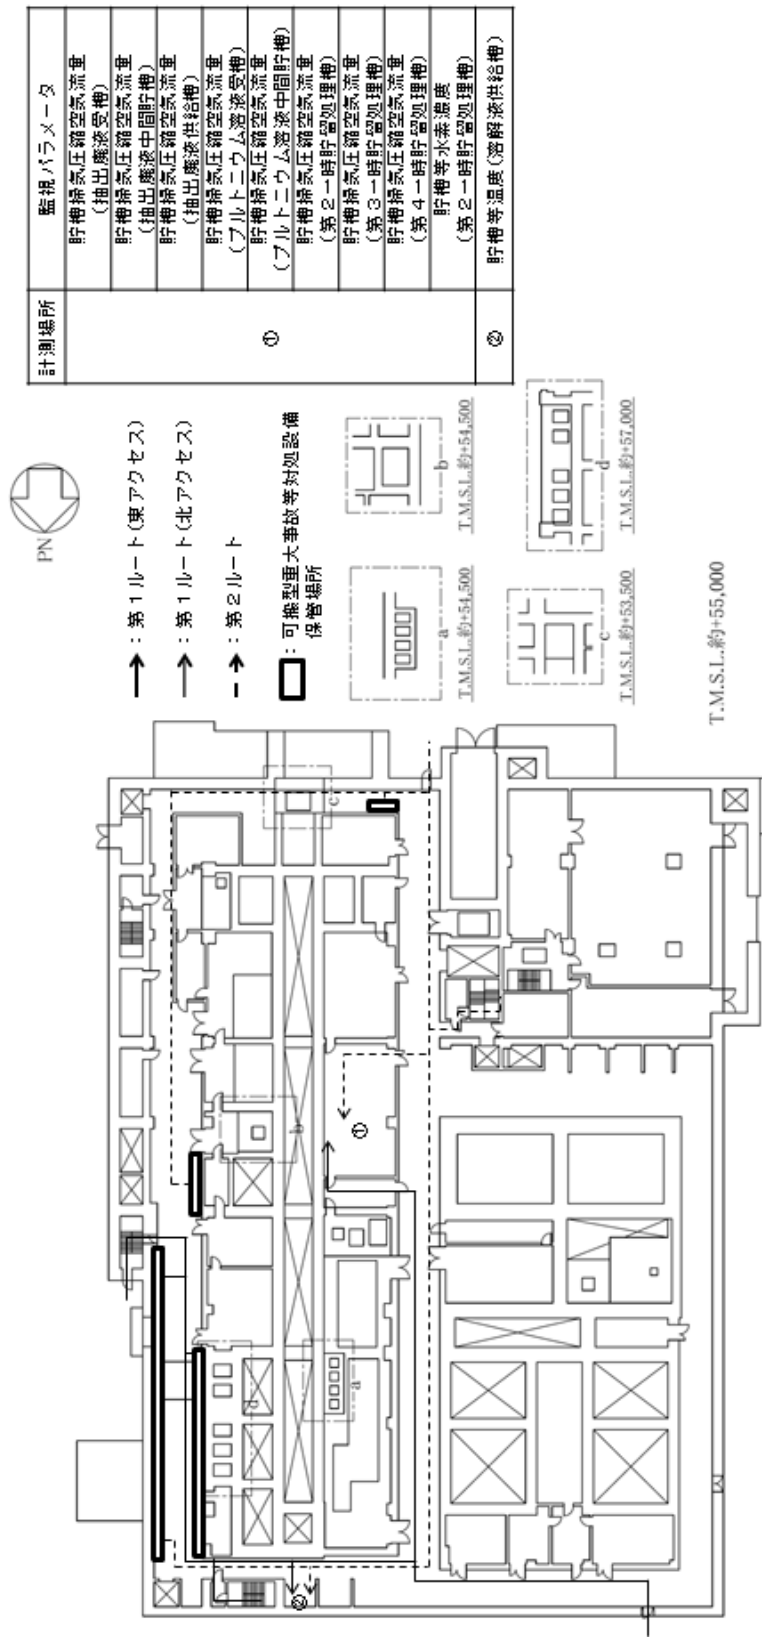 計測場所
監視パラメータ
①
貯槽掃気圧縮空気流量
(抽出廃液受槽)
貯槽掃気圧縮空気流量
(抽出廃液中間貯槽)
貯槽掃気圧縮空気流量
(抽出廃液供給槽)
貯槽掃気圧縮空気流量
(プルトニウム溶液受槽)
貯槽掃気圧縮空気流量
(プルトニウム溶液中間貯槽)
貯槽掃気圧縮空気流量
(第2一時貯留処理槽)
貯槽掃気圧縮空気流量
(第3一時貯留処理槽)
貯槽掃気圧縮空気流量
(第4一時貯留処理槽)
貯槽等水素濃度
(第2一時貯留処理槽)
②
貯槽等温度(溶解液供給槽)
PN
:第1ルート(東アクセス)
:第1ルート(北アクセス)
:第2ルート
:可搬型重大事故等対処設備
保管場所
a
T.M.S.L.約+54,500
b
T.M.S.L.約+54,500
c
T.M.S.L.約+53,500
d
T.M.S.L.約+57,000
T.M.S.L.約+55,000
c
b
①
a
d
②